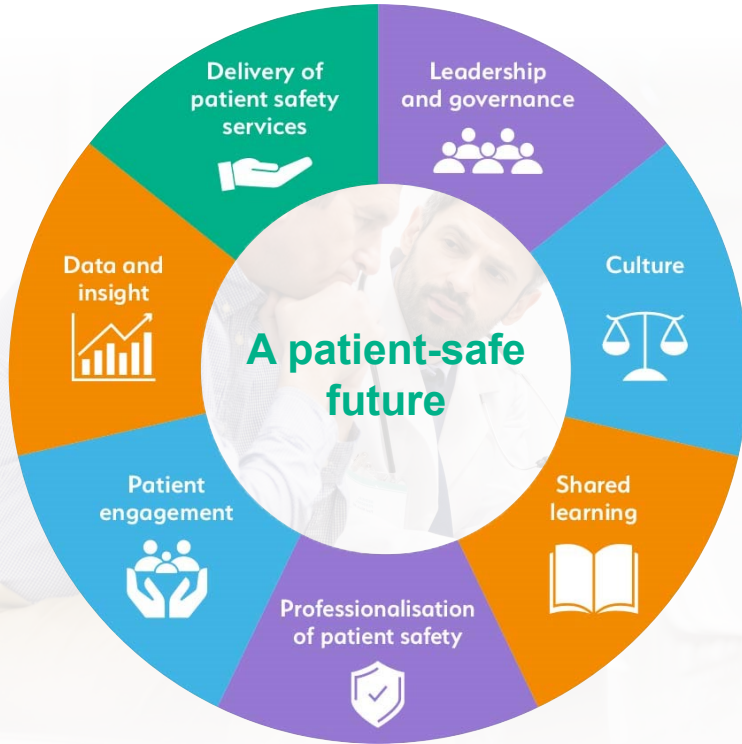 Delivery of
patient safety
services
Leadership
and governance
Culture
Shared
learning
Professionalisation
of patient safety
Patient
engagement
Data and
insight
A patient-safe
future